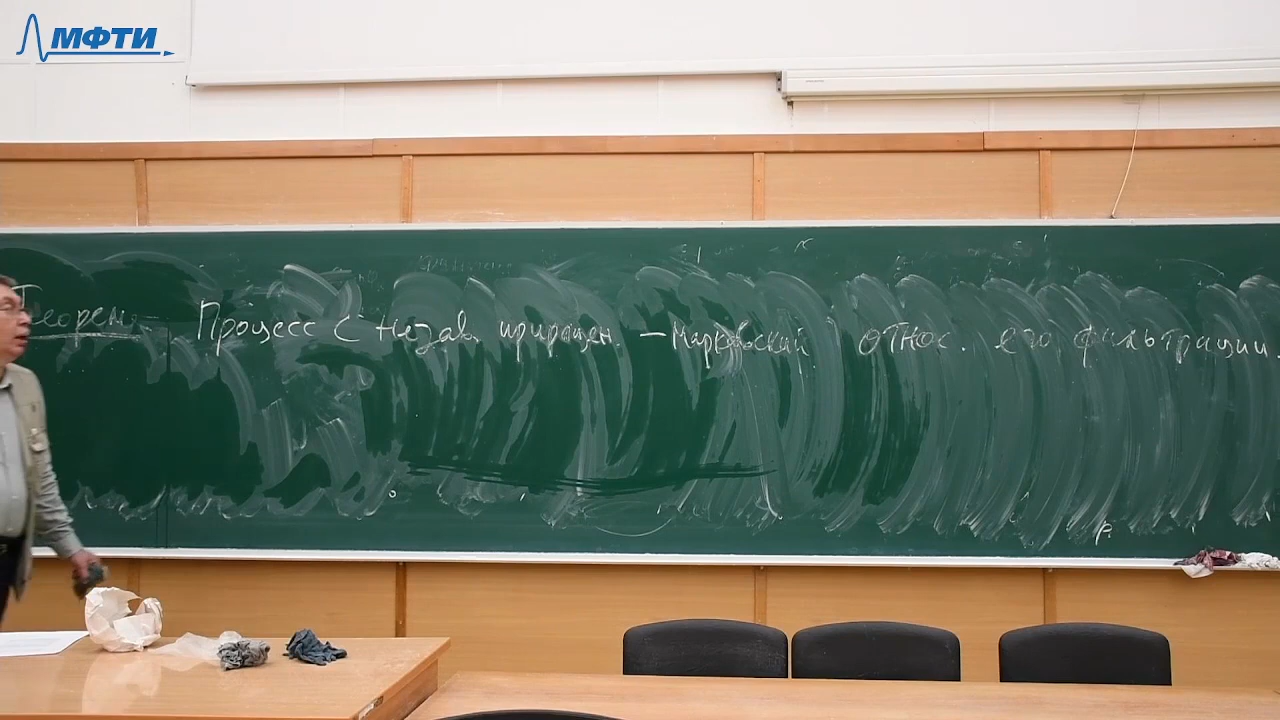 МФТИ
Теорема Процесс с незав. приращен. – Марковский относ. его фильтрации.